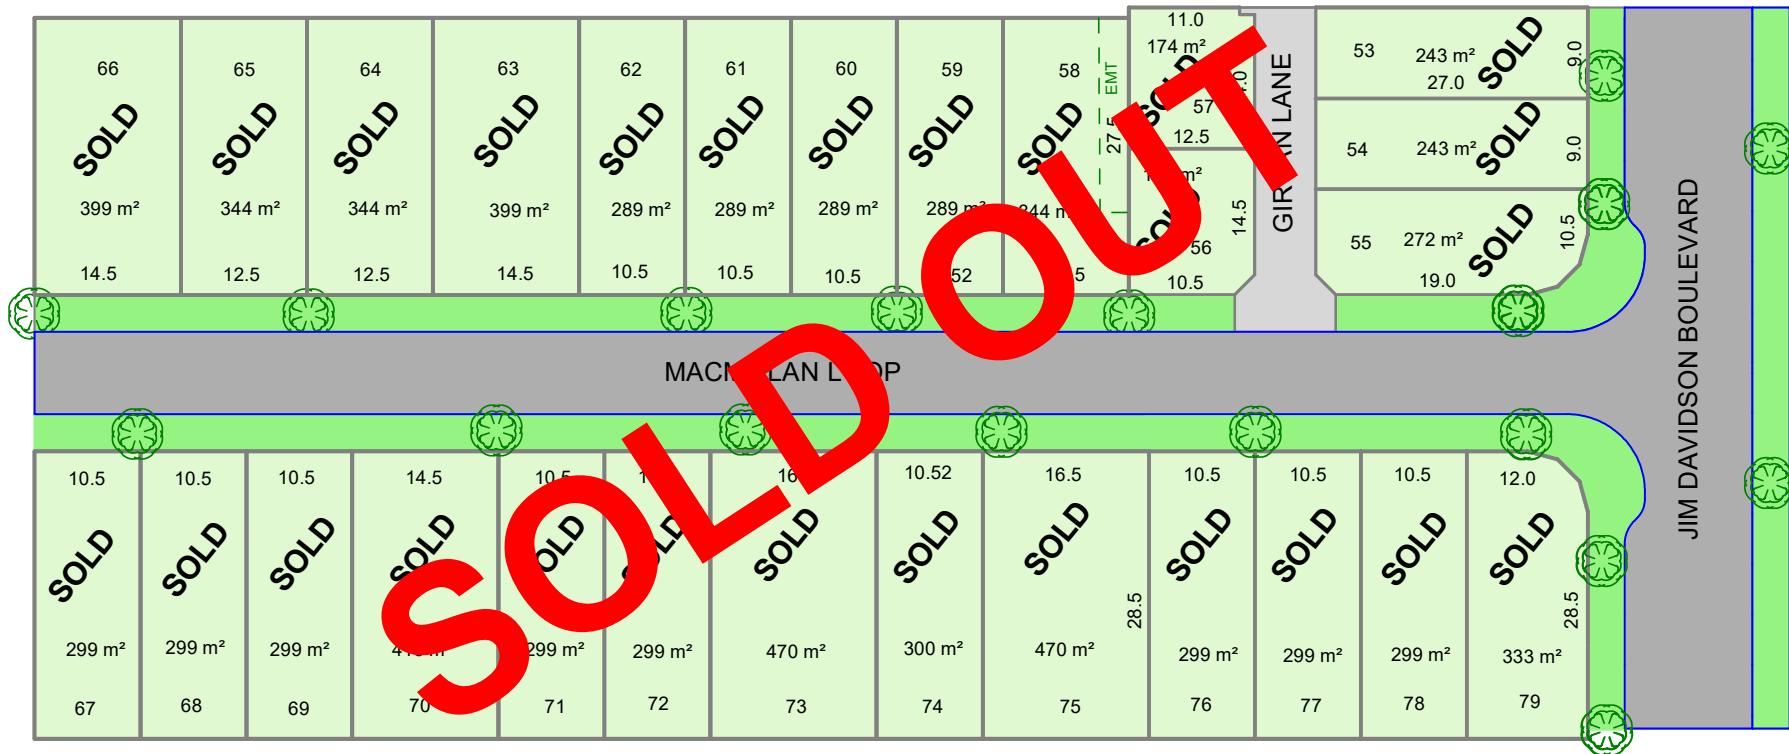 66
SOLD
399 m²
14.5
65
SOLD
344 m²
12.5
64
SOLD
344 m²
12.5
63
SOLD
399 m²
14.5
62
SOLD
289 m²
10.5
61
SOLD
289 m²
10.5
60
SOLD
289 m²
10.5
59
SOLD
289 m²
58
SOLD
EMT
11.0
174 m²
SOLD
57
12.5
SOLD
56
14.5
10.5
LANE
53
243 m²
27.0
SOLD
9.0
54
243 m²
SOLD
9.0
55
272 m²
19.0
SOLD
10.5
SOLD OUT
JIM DAVIDSON BOULEVARD
10.5
SOLD
299 m²
67
10.5
SOLD
299 m²
68
10.5
SOLD
299 m²
69
14.5
SOLD
70
10.5
SOLD
299 m²
71
SOLD
299 m²
72
SOLD
470 m²
73
10.52
SOLD
300 m²
74
16.5
SOLD
28.5
470 m²
75
10.5
SOLD
299 m²
76
10.5
SOLD
299 m²
77
10.5
SOLD
299 m²
78
12.0
SOLD
28.5
333 m²
79